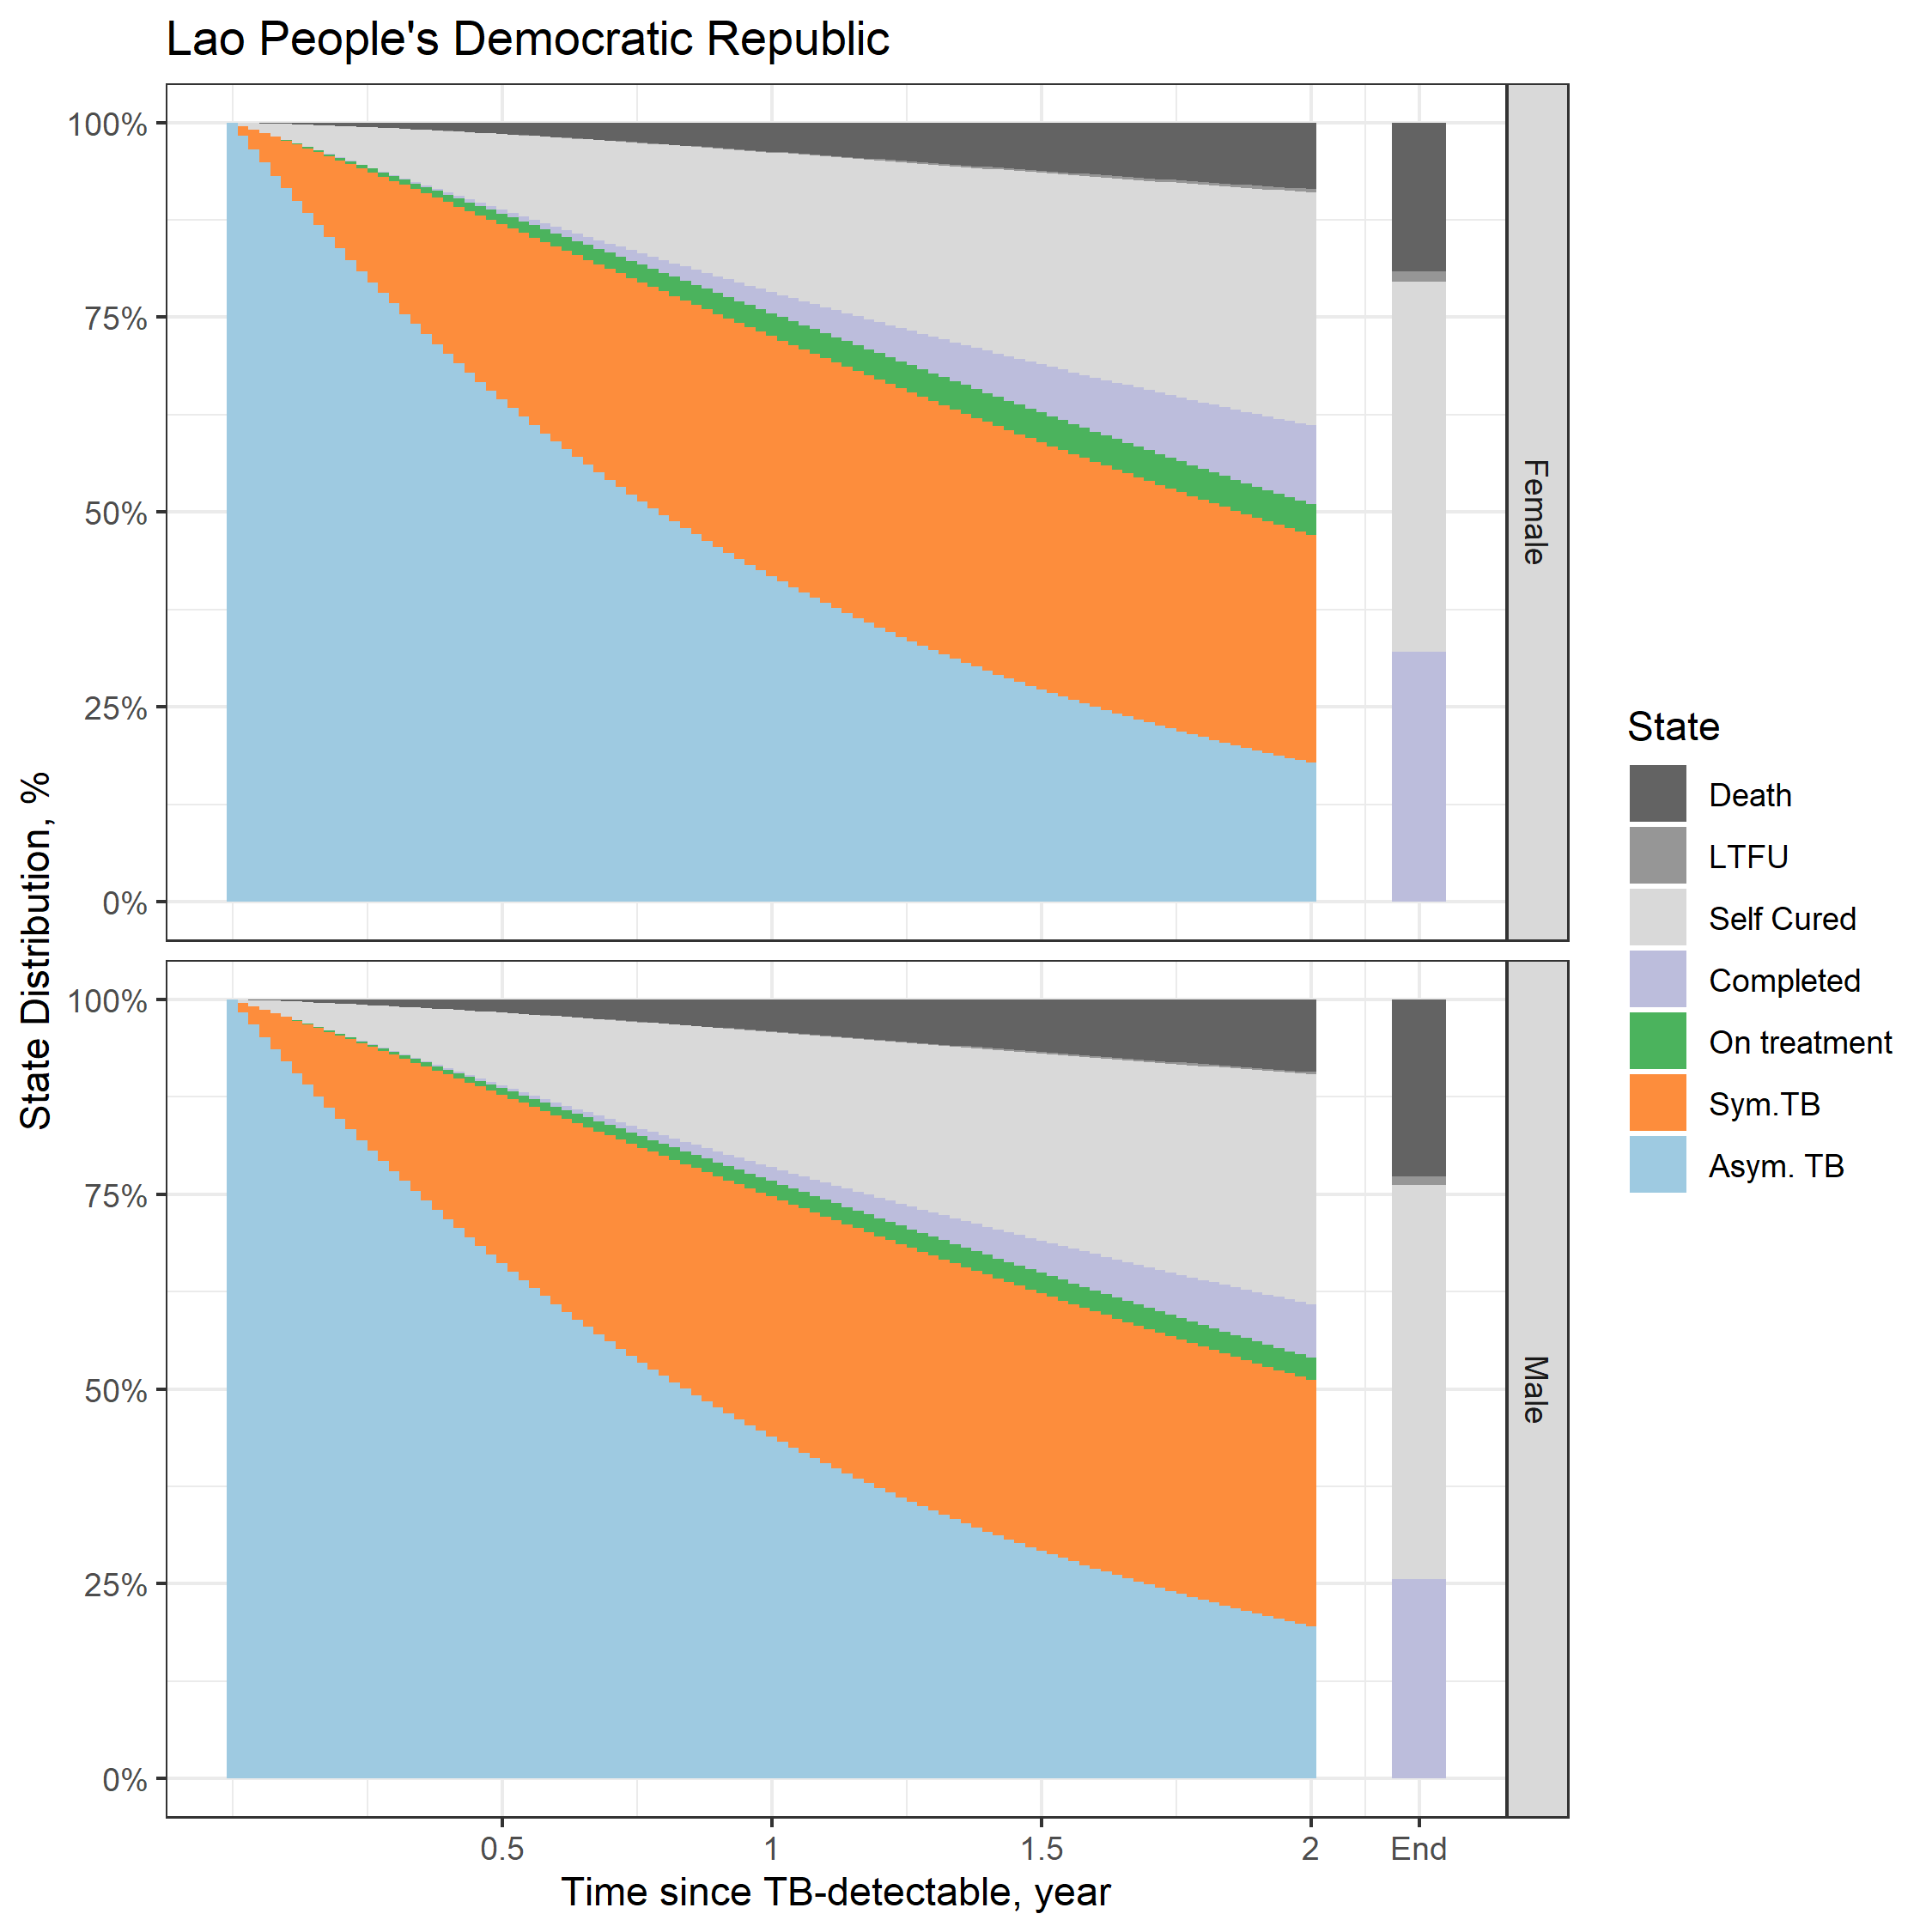 Lao People's Democratic Republic
State Distribution, %
100%
75%
50%
25%
0%
Female
100%
75%
50%
25%
0%
Male
0.5
1
1.5
2
End
Time since TB-detectable, year
State
Death
LTFU
Self Cured
Completed
On treatment
Sym.TB
Asym. TB